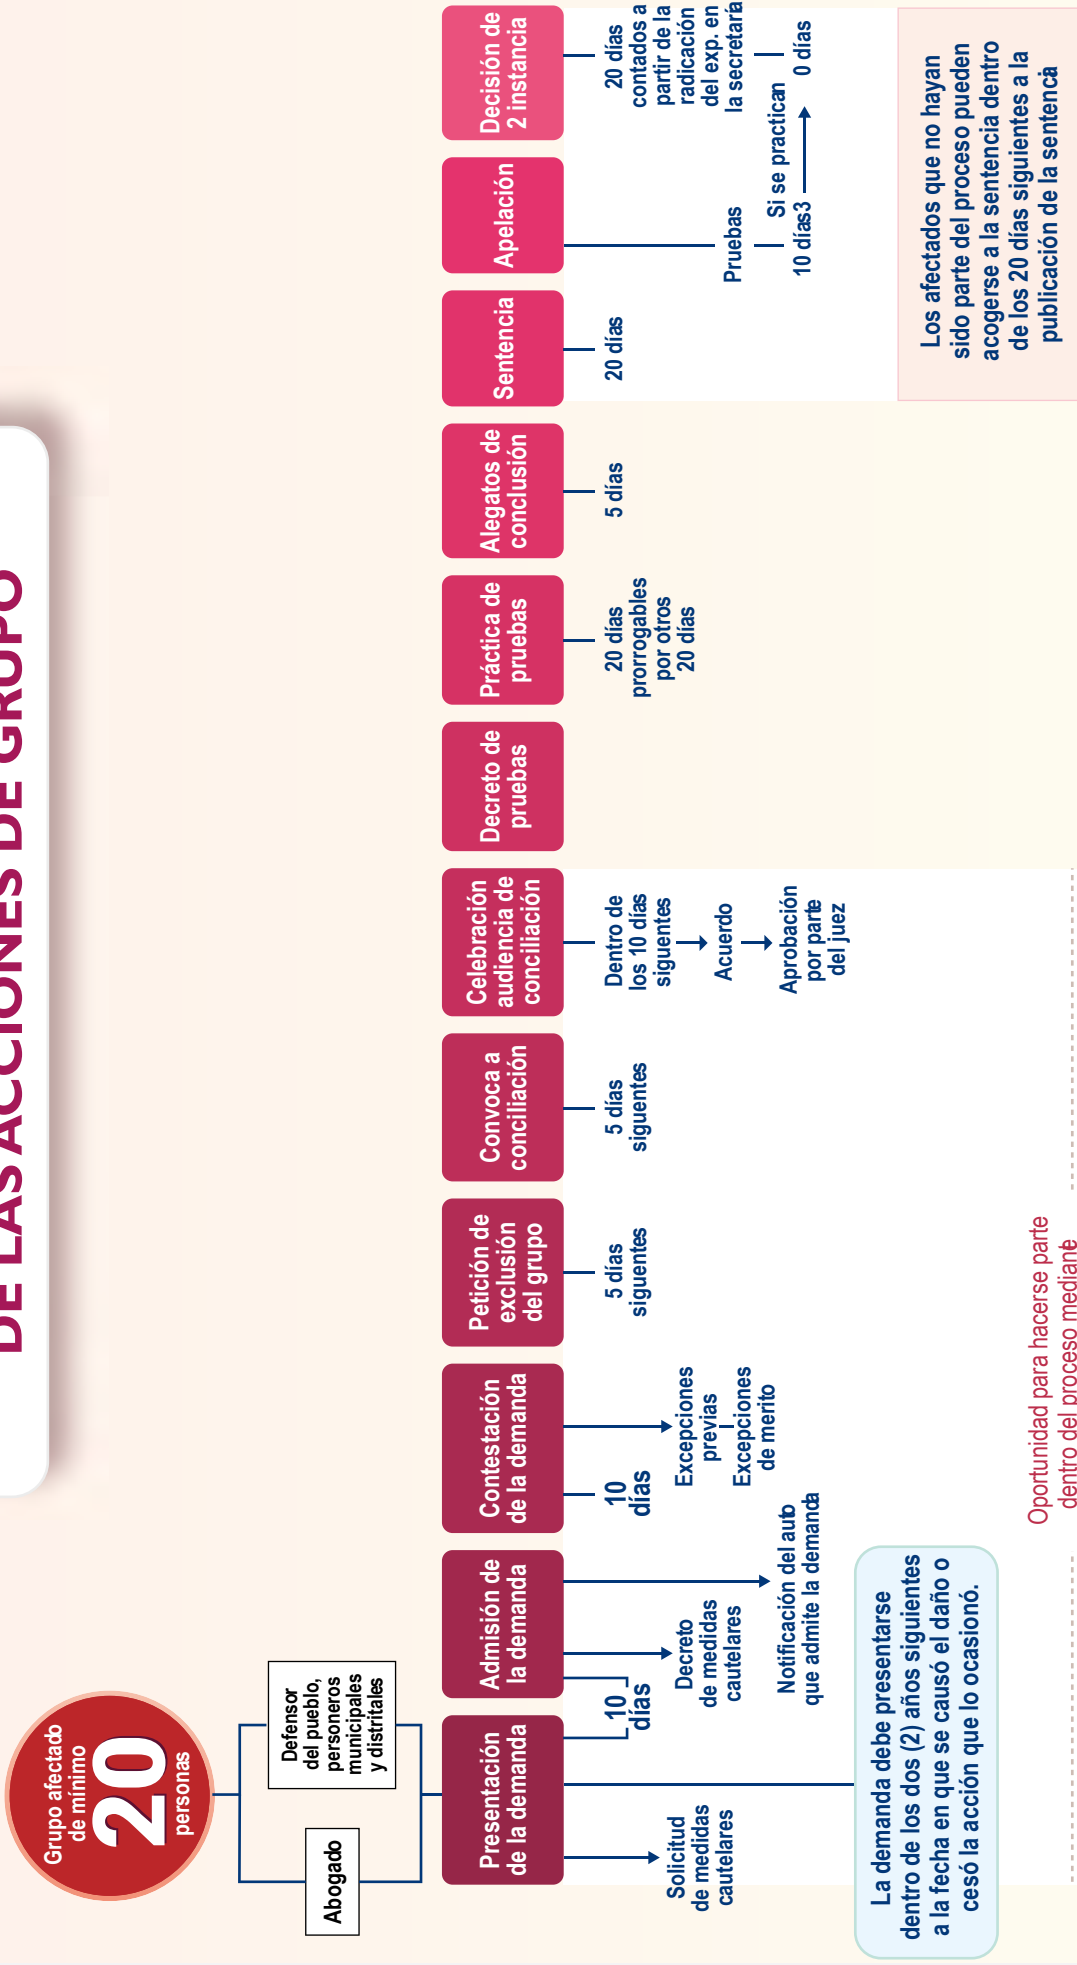 DE LAS ACCIONES DE GRUPO
Grupo afectado
de mínimo
20
personas
Abogado
Defensor
del pueblo,
personeros
municipales
y distritales
Presentación
de la demanda
Solicitud
de medidas
cautelares
La demanda debe presentarse
dentro de los dos (2) años siguientes
a la fecha en que se causó el daño o
cesó la acción que lo ocasionó.
10
días
Admisión de
la demanda
Decreto
de medidas
cautelares
Notificación del auto
que admite la demanda
Contestación
de la demanda
10
días
Excepciones
previas
Excepciones
de merito
Petición de
exclusión
del grupo
5 días
siguentes
Convoca a
conciliación
5 días
siguentes
Celebración
audiencia de
conciliación
Dentro de
los 10 días
siguentes
Acuerdo
Aprobación
por parte
del juez
Decreto de
pruebas
Práctica de
pruebas
20 días
prorrogables
por otros
20 días
Alegatos de
conclusión
5 días
Sentencia
20 días
Apelación
Pruebas
Si se practican
10 días3
0 días
Decisión de
2 instancia
20 días
contados a
partir de la
radicación
del exp. en
la secretaría
Oportunidad para hacerse parte
dentro del proceso mediante
Los afectados que no hayan
sido parte del proceso pueden
acogerse a la sentencia dentro
de los 20 días siguientes a la
publicación de la sentencia